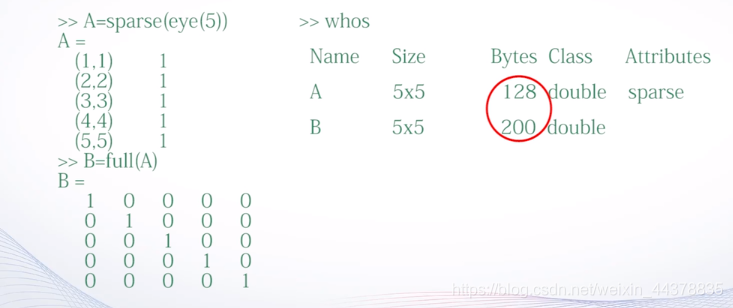 >> A=sparse(eye(5))
A =
(1,1) 1
(2,2) 1
(3,3) 1
(4,4) 1
(5,5) 1
>> B=full(A)
B =
1 0 0 0 0
0 1 0 0 0
0 0 1 0 0
0 0 0 1 0
0 0 0 0 1
>> whos
Name Size Bytes Class Attributes
A 5x5 128 double sparse
B 5x5 200 double
https://blog.csdn.net/weixin_44378835